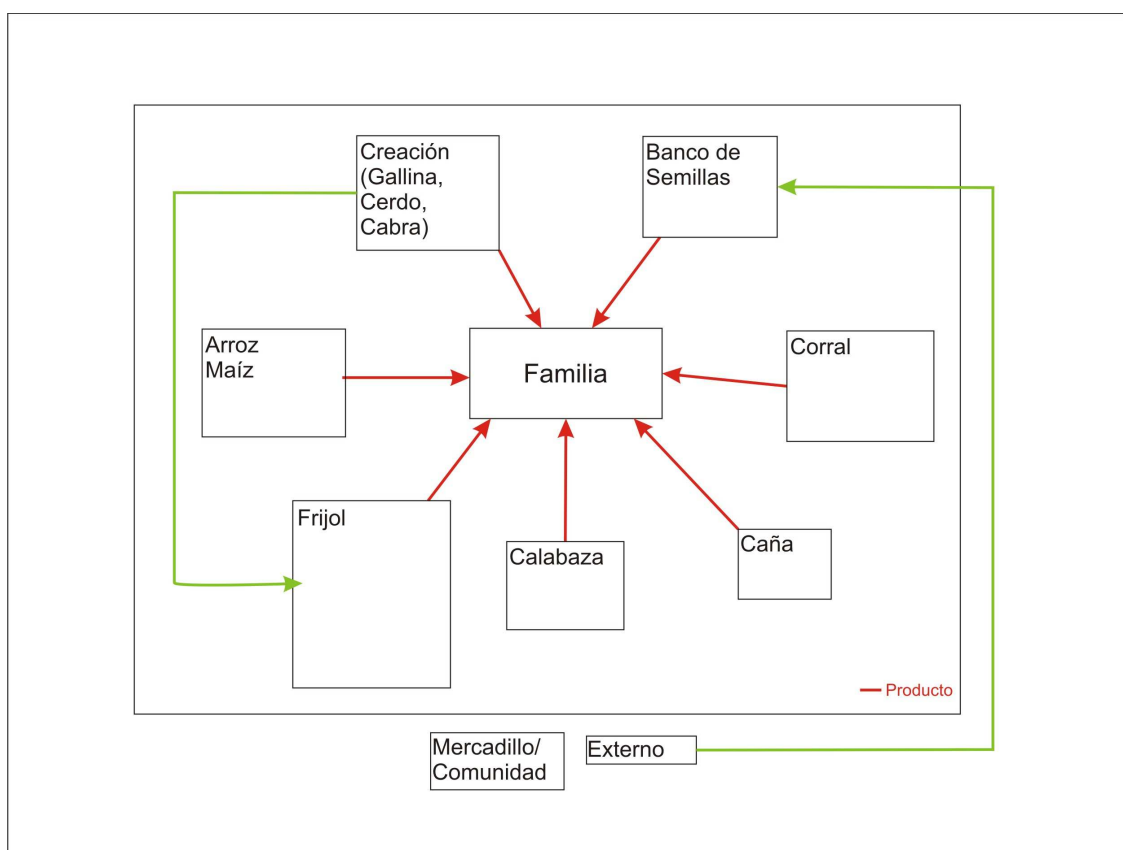 Creación
(Gallina,
Cerdo,
Cabra)
Banco de
Semillas
Arroz
Maíz
Familia
Corral
Frijol
Calabaza
Caña
Producto
Mercadillo/
Comunidad
Externo